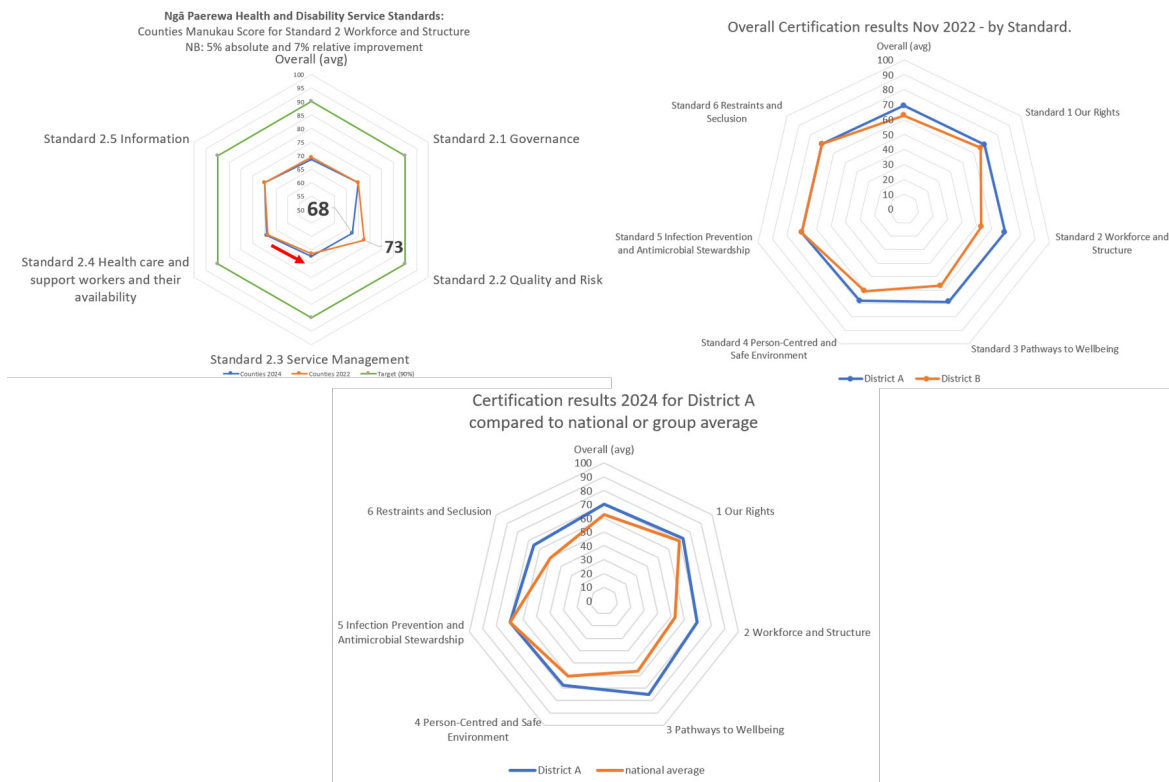 Ngā Paerewa Health and Disability Service Standards:
Counties Manukau Score for Standard 2 Workforce and Structure
NB: 5% absolute and 7% relative improvement
Overall (avg)
100
95
90
85
80
75
70
65
60
55
50
Standard 2.5 Information
Standard 2.1 Governance
68
73
Standard 2.4 Health care and
support workers and their
availability
Standard 2.2 Quality and Risk
Standard 2.3 Service Management
Counties 2024 Counties 2022 Target (90%)
Overall Certification results Nov 2022 - by Standard.
Overall (avg)
100
90
80
70
60
50
40
30
20
10
0
Standard 6 Restraints and
Seclusion
Standard 1 Our Rights
Standard 5 Infection Prevention
and Antimicrobial Stewardship
Standard 2 Workforce and
Structure
Standard 4 Person-Centred and
Safe Environment
Standard 3 Pathways to Wellbeing
District A District B
Certification results 2024 for District A
compared to national or group average
Overall (avg)
100
90
80
70
60
50
40
30
20
10
0
6 Restraints and Seclusion
1 Our Rights
5 Infection Prevention and
Antimicrobial Stewardship
2 Workforce and Structure
4 Person-Centred and Safe
Environment
3 Pathways to Wellbeing
District A national average